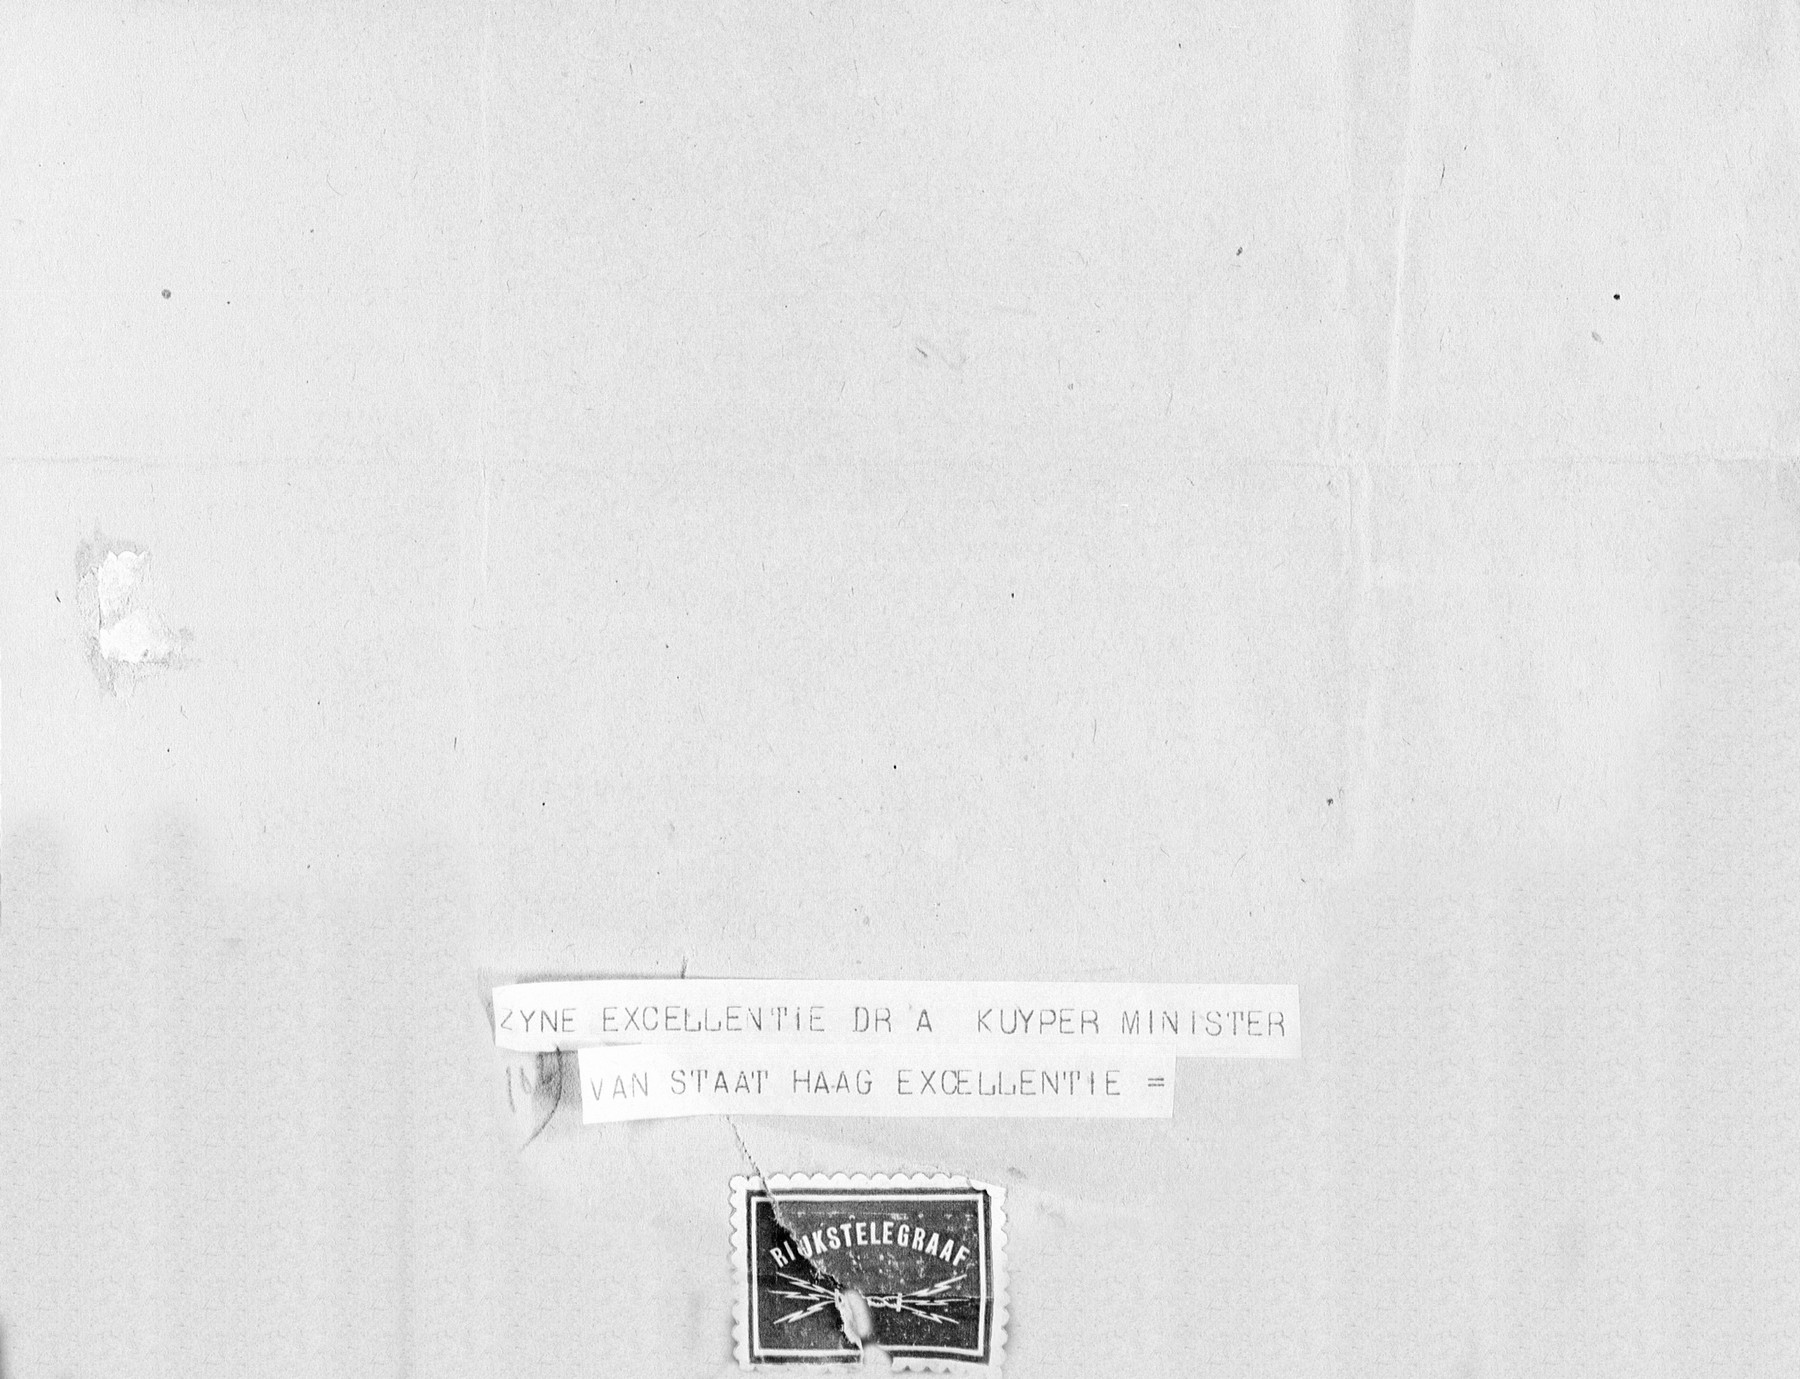 ZYNE EXCELLENTIE DR A KUYPER MINISTER
VAN STAAT HAAG EXCELLENTIE =
RIJKSTELEGRAAF